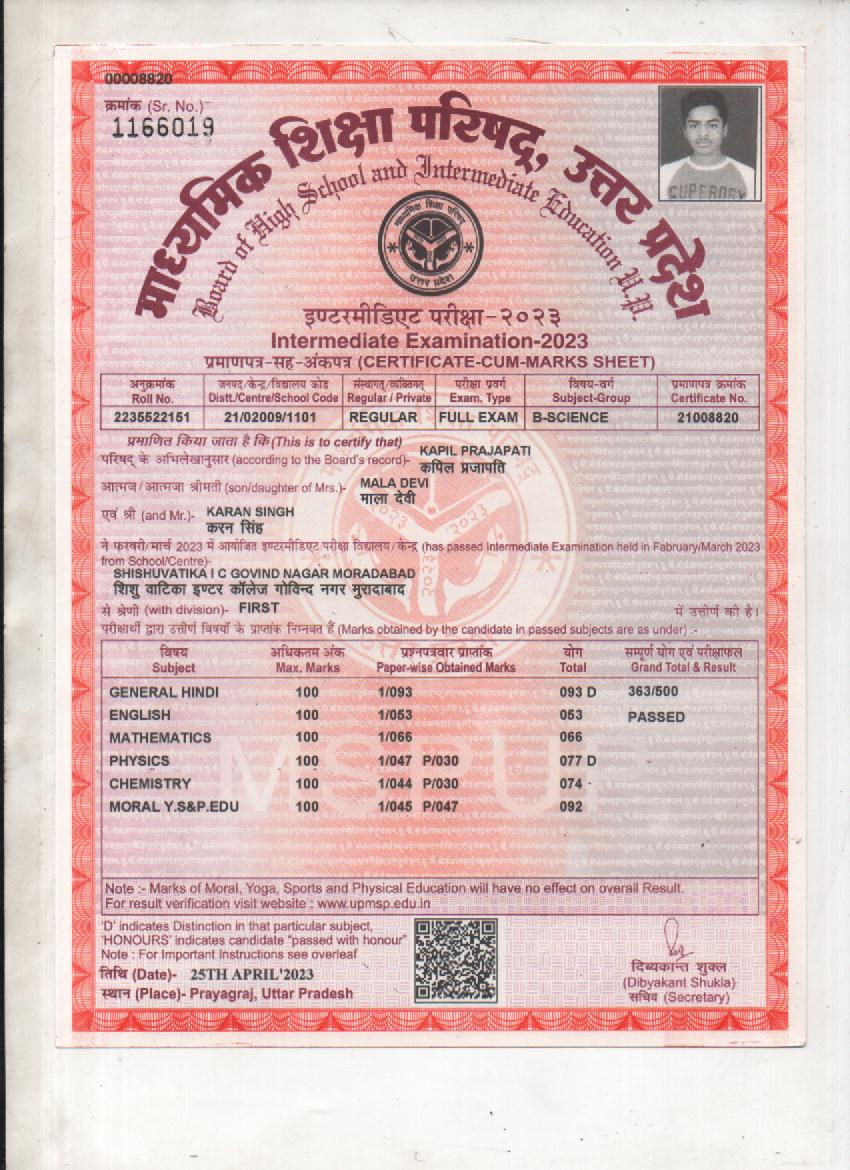 00008820
क्रमांक (Sr. No.)
1166019
माध्यमिक शिक्षा परिषद्, उत्तर प्रदेश
Board of High School and Intermediate Education U.P.
माध्यमिक शिक्षा परिषद
उत्तर प्रदेश
SUPERDRY
इण्टरमीडिएट परीक्षा-२०२३
Intermediate Examination-2023
प्रमाणपत्र-सह-अंकपत्र (CERTIFICATE-CUM-MARKS SHEET)
अनुक्रमांक जनपद/केन्द्र/विद्यालय कोड संस्थागत/व्यक्तिगत परीक्षा प्रवर्ग विषय-वर्ग प्रमाणपत्र क्रमांक
Roll No. Distt./Centre/School Code Regular / Private Exam. Type Subject-Group Certificate No.
2235522151 21/02009/1101 REGULAR FULL EXAM B-SCIENCE 21008820
प्रमाणित किया जाता है कि (This is to certify that)
परिषद् के अभिलेखानुसार (according to the Board's record)- KAPIL PRAJAPATI
कपिल प्रजापति
आत्मज/आत्मजा श्रीमती (son/daughter of Mrs.)- MALA DEVI
माला देवी
एवं श्री (and Mr.)- KARAN SINGH
करन सिंह
ने फरवरी/मार्च 2023 में आयोजित इण्टरमीडिएट परीक्षा विद्यालय/केन्द्र (has passed Intermediate Examination held in Fabruary/March 2023
from School/Centre)-
SHISHUVATIKA I C GOVIND NAGAR MORADABAD
शिशु वाटिका इण्टर कॉलेज गोविन्द नगर मुरादाबाद
से श्रेणी (with division)- FIRST में उत्तीर्ण की है।
परीक्षार्थी द्वारा उत्तीर्ण विषयों के प्राप्तांक निम्नवत हैं (Marks obtained by the candidate in passed subjects are as under) :-
विषय अधिकतम अंक प्रश्नपत्रवार प्राप्तांक योग सम्पूर्ण योग एवं परीक्षाफल
Subject Max. Marks Paper-wise Obtained Marks Total Grand Total & Result
GENERAL HINDI 100 1/093 093 D 363/500
ENGLISH 100 1/053 053 PASSED
MATHEMATICS 100 1/066 066
PHYSICS 100 1/047 P/030 077 D
CHEMISTRY 100 1/044 P/030 074
MORAL Y.S&P.EDU 100 1/045 P/047 092
MSPUP
Note :- Marks of Moral, Yoga, Sports and Physical Education will have no effect on overall Result.
For result verification visit website : www.upmsp.edu.in
'D' indicates Distinction in that particular subject,
'HONOURS' indicates candidate "passed with honour"
Note : For Important Instructions see overleaf
तिथि (Date)- 25TH APRIL'2023
स्थान (Place)- Prayagraj, Uttar Pradesh
दिब्यकान्त शुक्ल
(Dibyakant Shukla)
सचिव (Secretary)